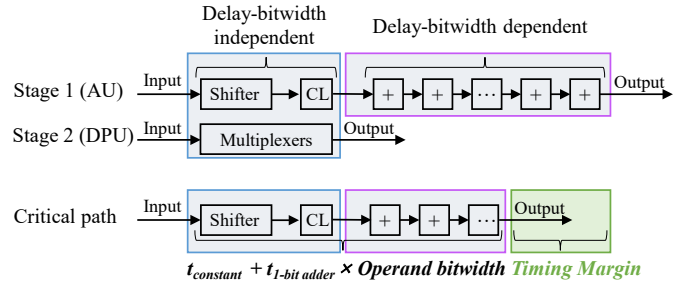 Delay-bitwidth
independent
Delay-bitwidth dependent
Stage 1 (AU) Input Shifter CL + + ... + + Output
Stage 2 (DPU) Input Multiplexers Output
Critical path Input Shifter CL + + ... Output
t_constant + t_1-bit adder × Operand bitwidth Timing Margin